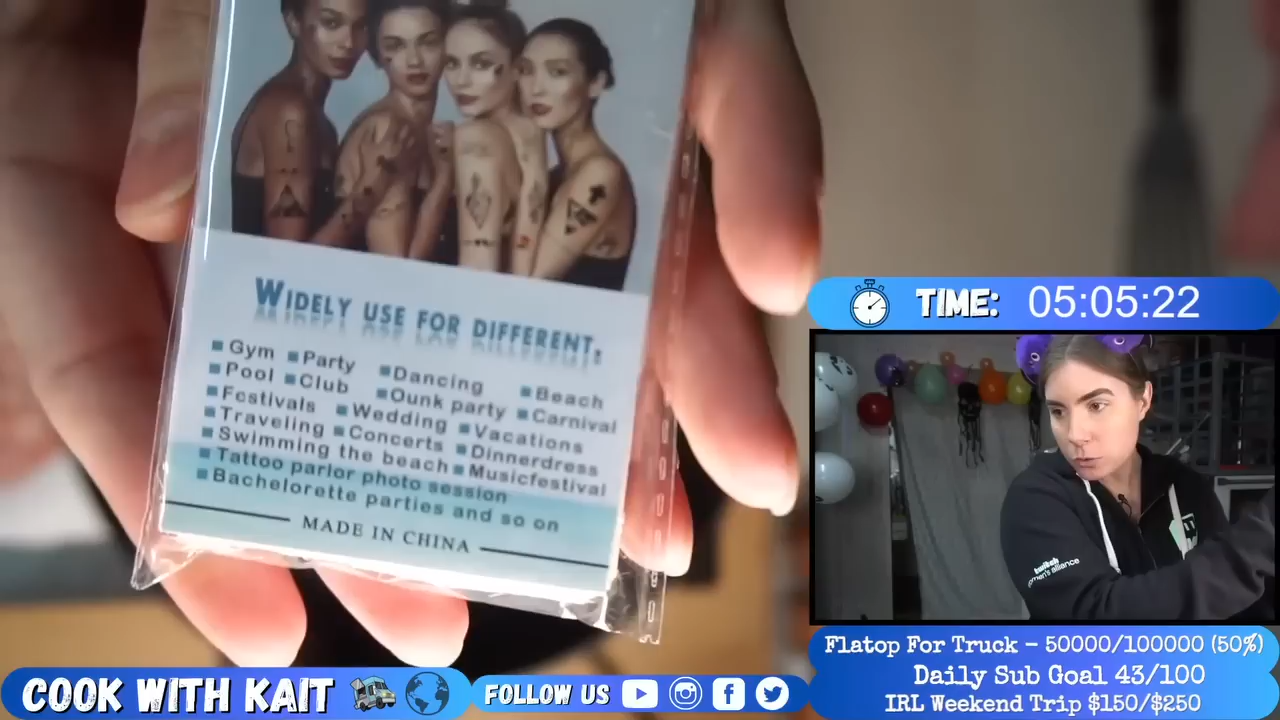 WIDELY USE FOR DIFFERENT.
Gym Party Dancing Beach
Pool Club Ounk party Carnival
Festivals Wedding Vacations
Traveling Concerts Dinnerdress
Swimming the beach Musicfestival
Tattoo parlor photo session
Bachelorette parties and so on
MADE IN CHINA
TIME: 05:05:22
twitch
women's alliance
Flatop For Truck - 50000/100000 (50%)
Daily Sub Goal 43/100
IRL Weekend Trip $150/$250
COOK WITH KAIT
FOLLOW US